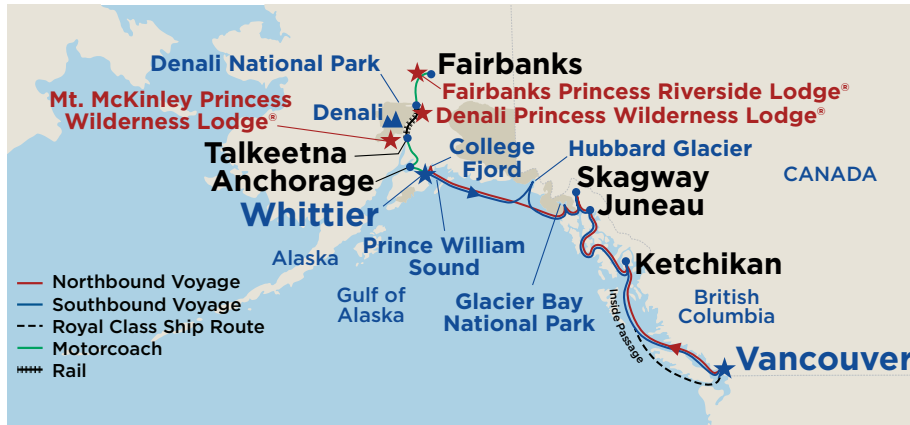 Fairbanks
Denali National Park
Fairbanks Princess Riverside Lodge®
Mt. McKinley Princess
Wilderness Lodge®
Denali
Denali Princess Wilderness Lodge®
Talkeetna
Anchorage
College
Fjord
Hubbard Glacier
Whittier
Skagway
Juneau
CANADA
Prince William
Sound
Alaska
Ketchikan
Gulf of
Alaska
Glacier Bay
National Park
British
Columbia
Inside Passage
Vancouver
Northbound Voyage
Southbound Voyage
Royal Class Ship Route
Motorcoach
Rail